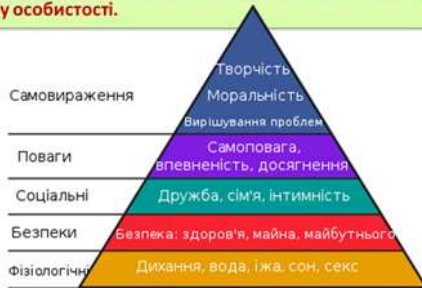 у особистості.
Творчість
Самовираження
Моральність
Вирішування проблем
Поваги
Самоповага,
впевненість, досягнення
Соціальні
Дружба, сім'я, інтимність
Безпеки
Безпека: здоров'я, майна, майбутнього
Фізіологічні
Дихання, вода, їжа, сон, секс